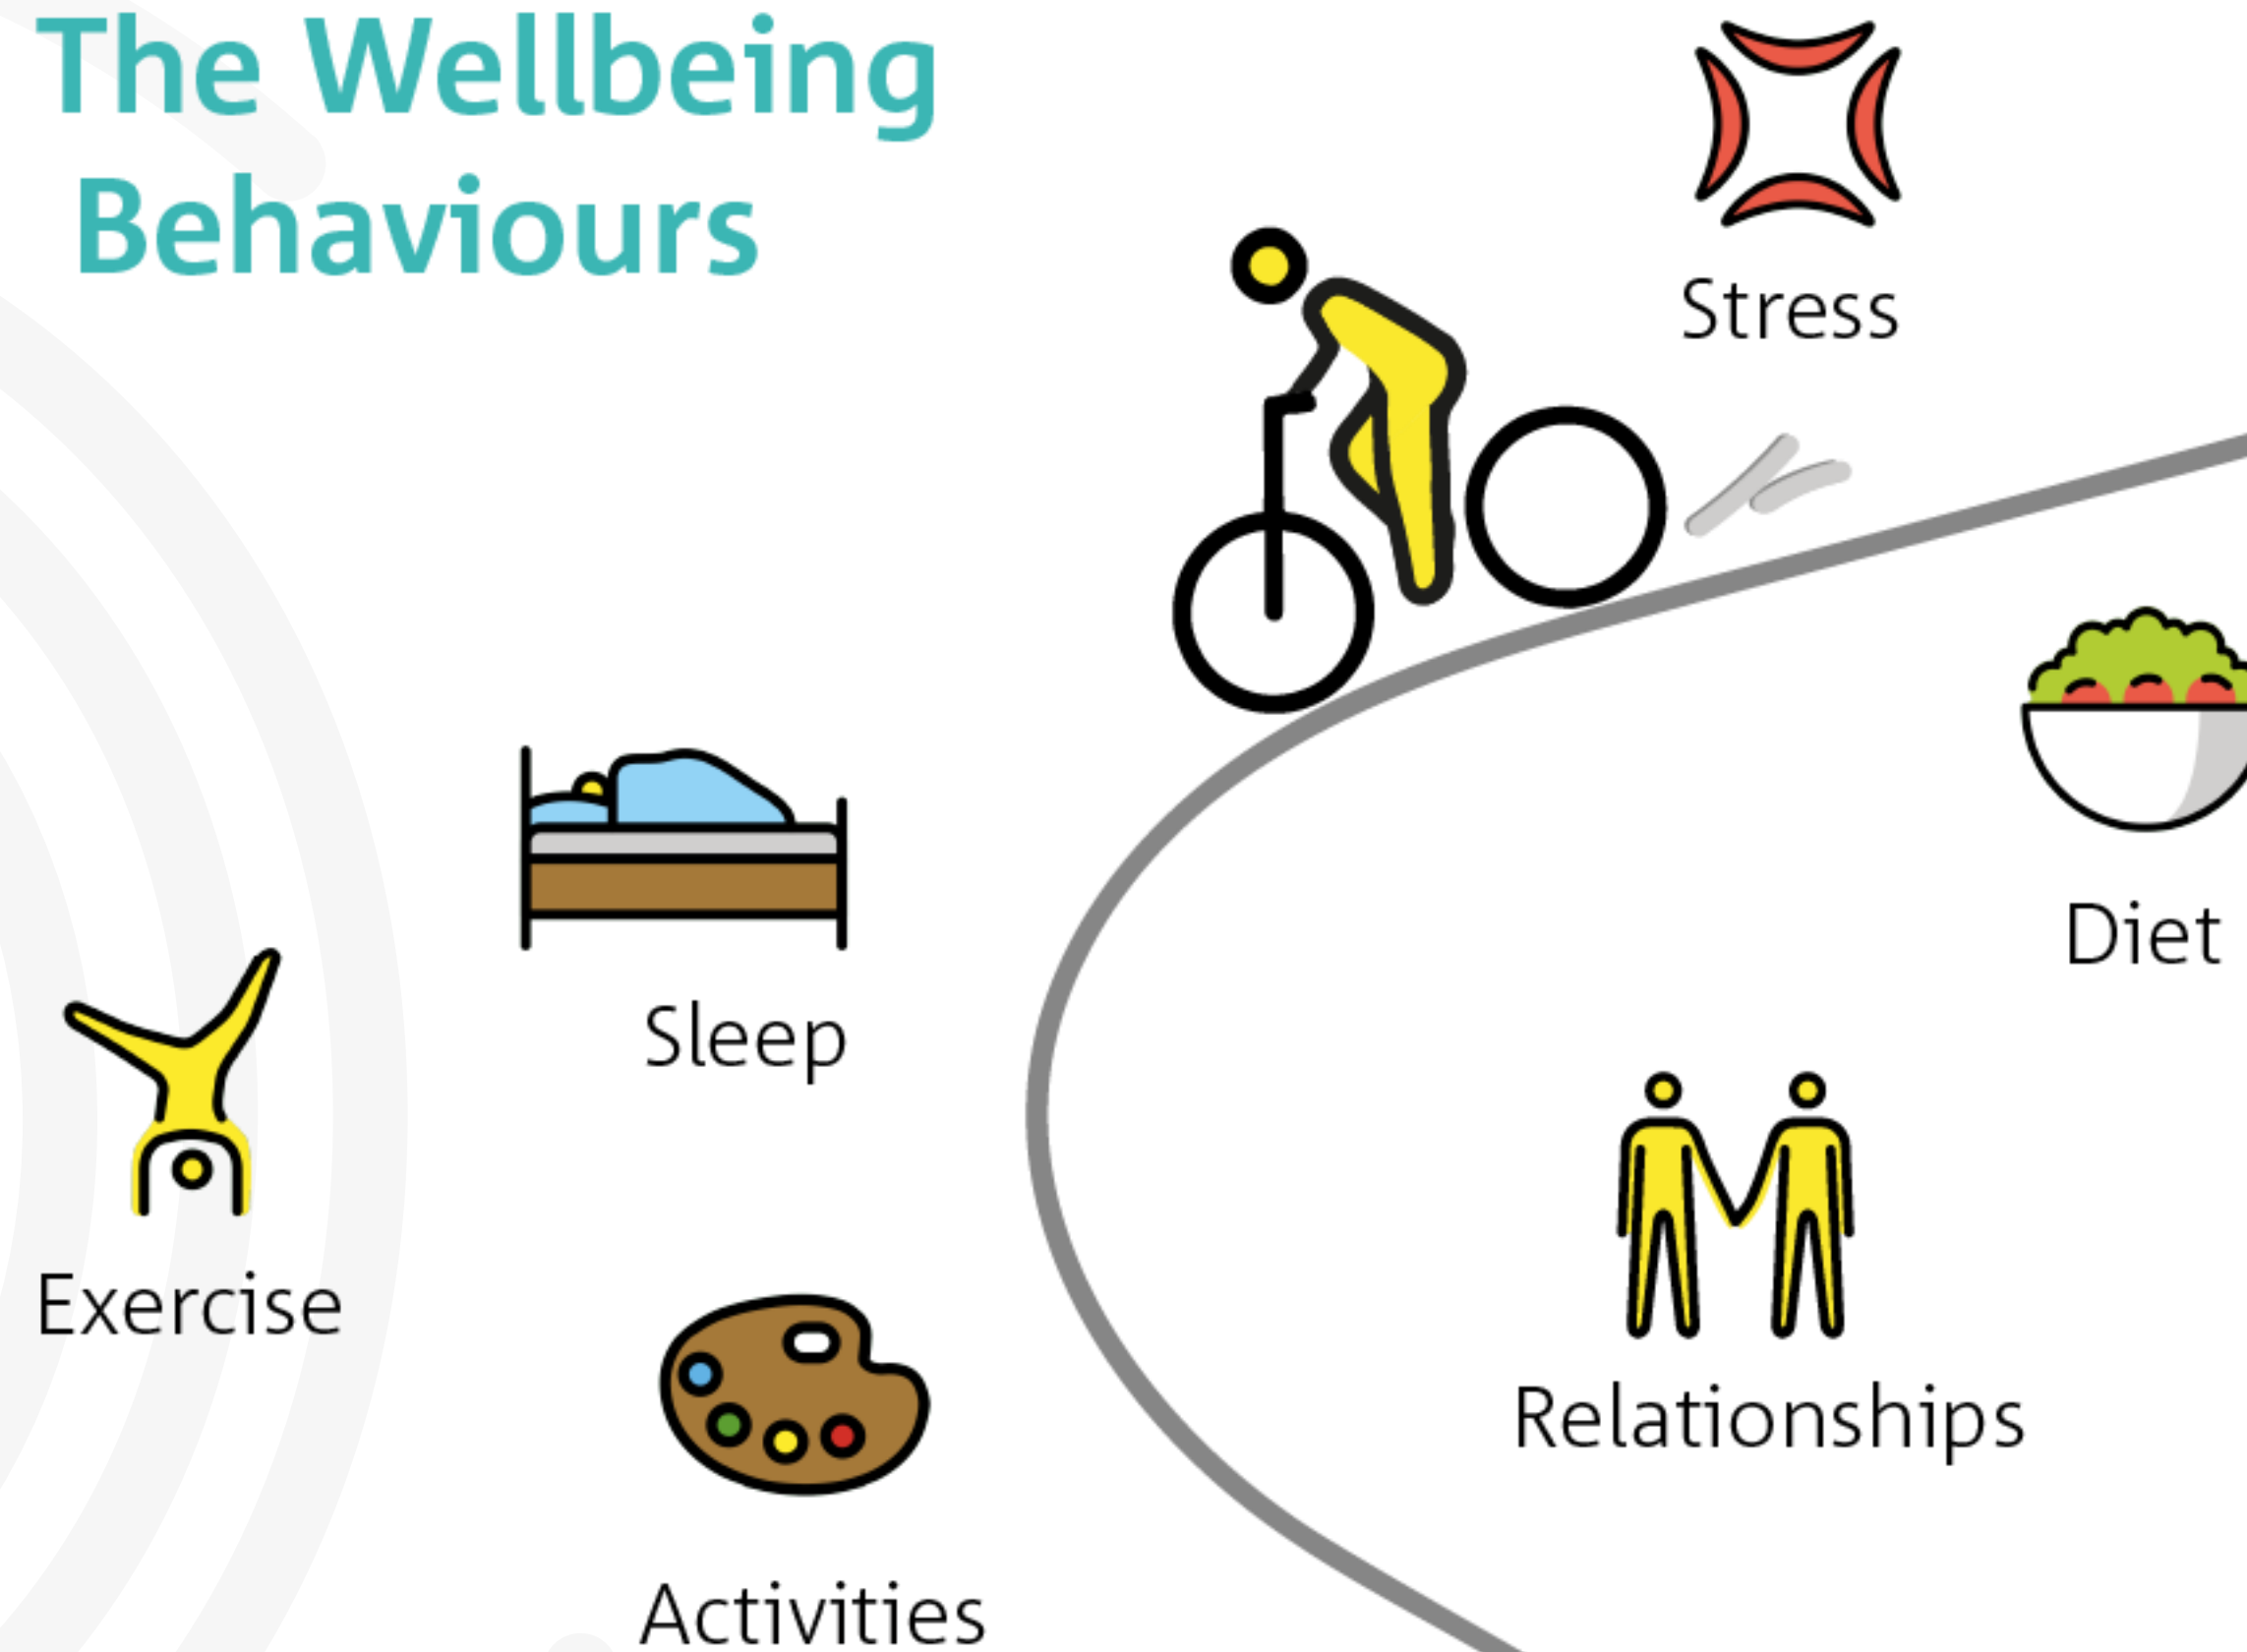 The Wellbeing
Behaviours
Stress
Diet
Sleep
Exercise
Relationships
Activities